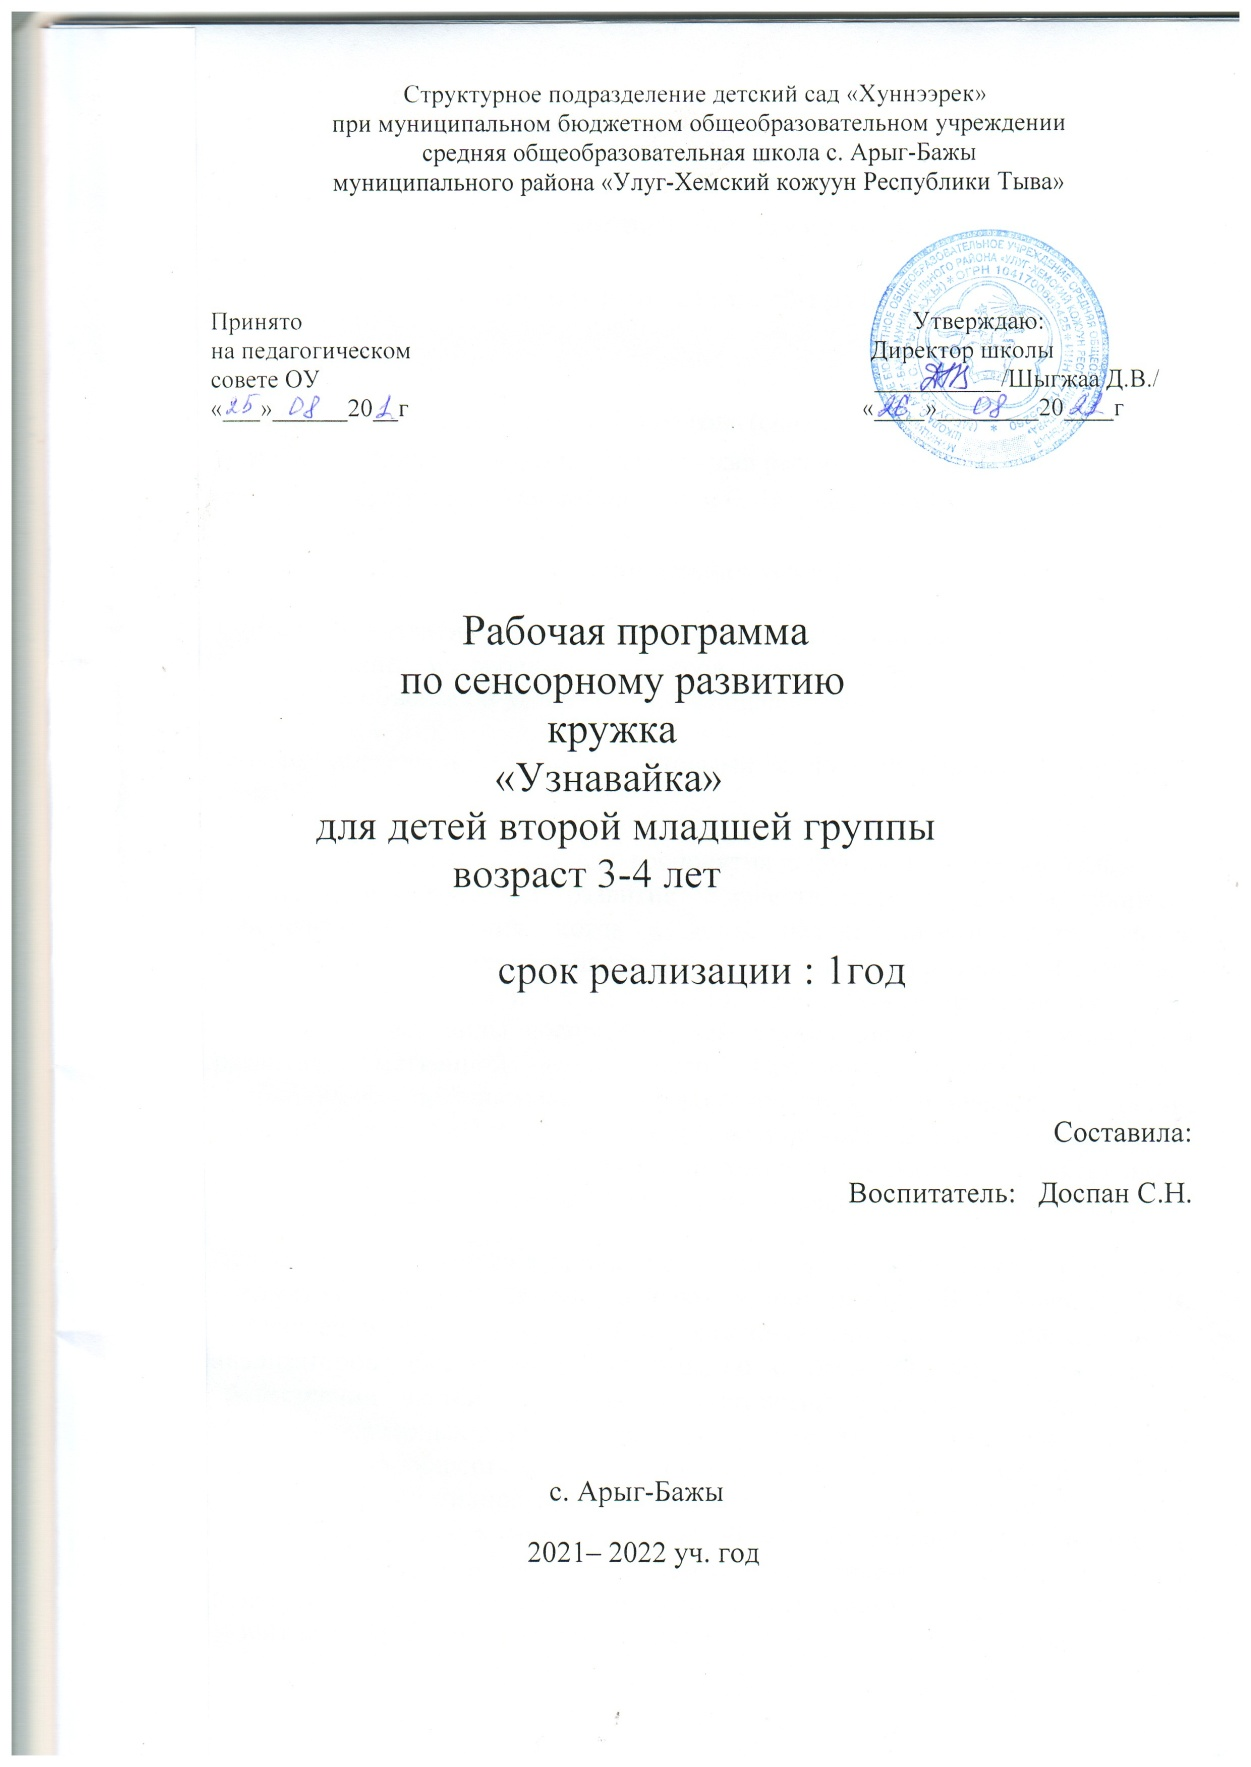 Структурное подразделение детский сад «Хуннээрек»
при муниципальном бюджетном общеобразовательном учреждении
средняя общеобразовательная школа с. Арыг-Бажы
муниципального района «Улуг-Хемский кожуун Республики Тыва»
Принято
на педагогическом
совете ОУ
«25» 08 20 г
Утверждаю:
Директор школы
/Шыгжаа Д.В./
«26» 08 2021 г
Рабочая программа
по сенсорному развитию
кружка
«Узнавайка»
для детей второй младшей группы
возраст 3-4 лет
срок реализации : 1год
Составила:
Воспитатель: Доспан С.Н.
с. Арыг-Бажы
2021– 2022 уч. год